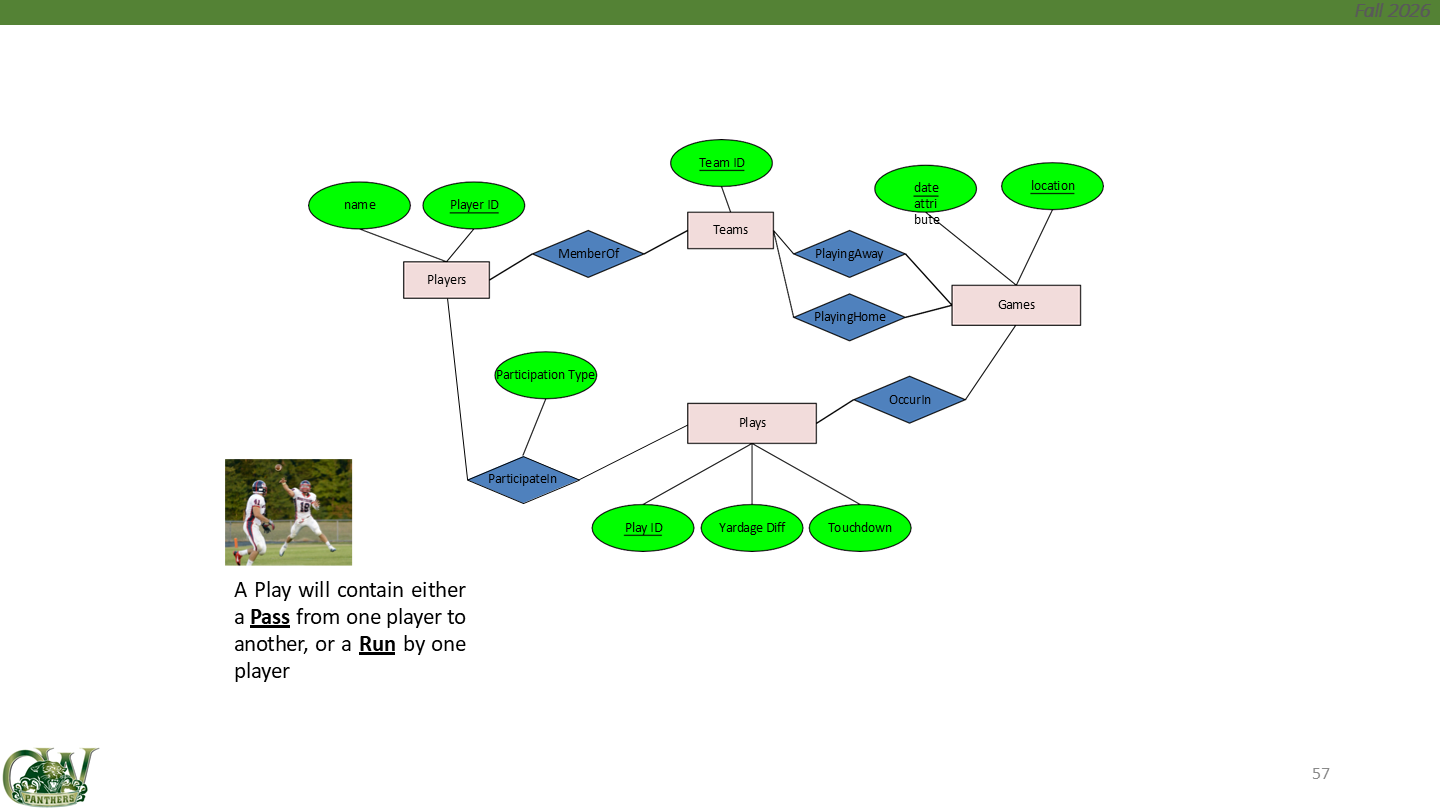 Fall 2026
Team ID
date
attri
bute
location
name
Player ID
Teams
MemberOf
PlayingAway
Players
Games
PlayingHome
Participation Type
OccurIn
Plays
ParticipateIn
Play ID
Yardage Diff
Touchdown
A Play will contain either
a Pass from one player to
another, or a Run by one
player
OW
PANTHERS
57